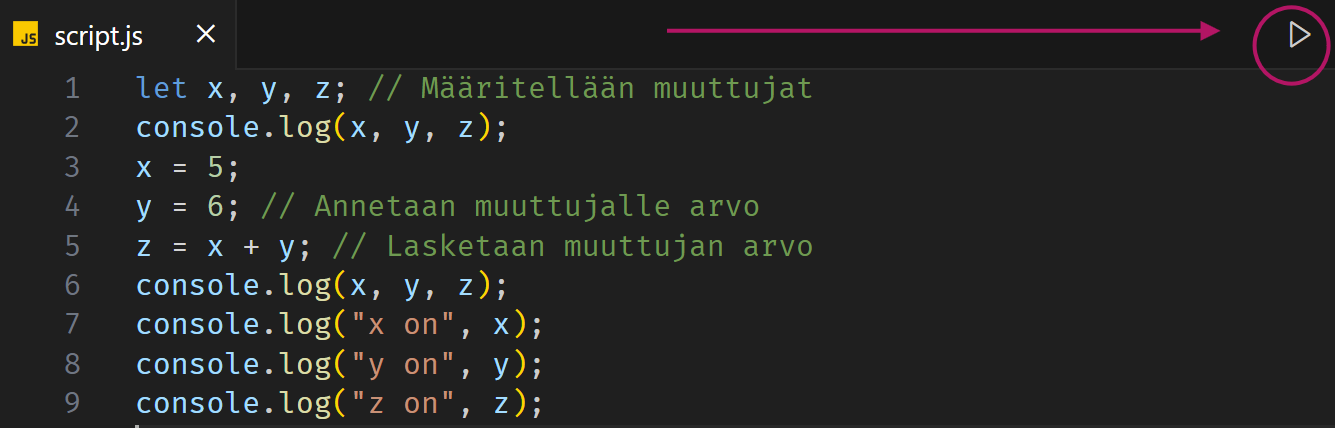 JS script.js
1 let x, y, z; // Määritellään muuttujat
2 console.log(x, y, z);
3 x = 5;
4 y = 6; // Annetaan muuttujalle arvo
5 z = x + y; // Lasketaan muuttujan arvo
6 console.log(x, y, z);
7 console.log("x on", x);
8 console.log("y on", y);
9 console.log("z on", z);